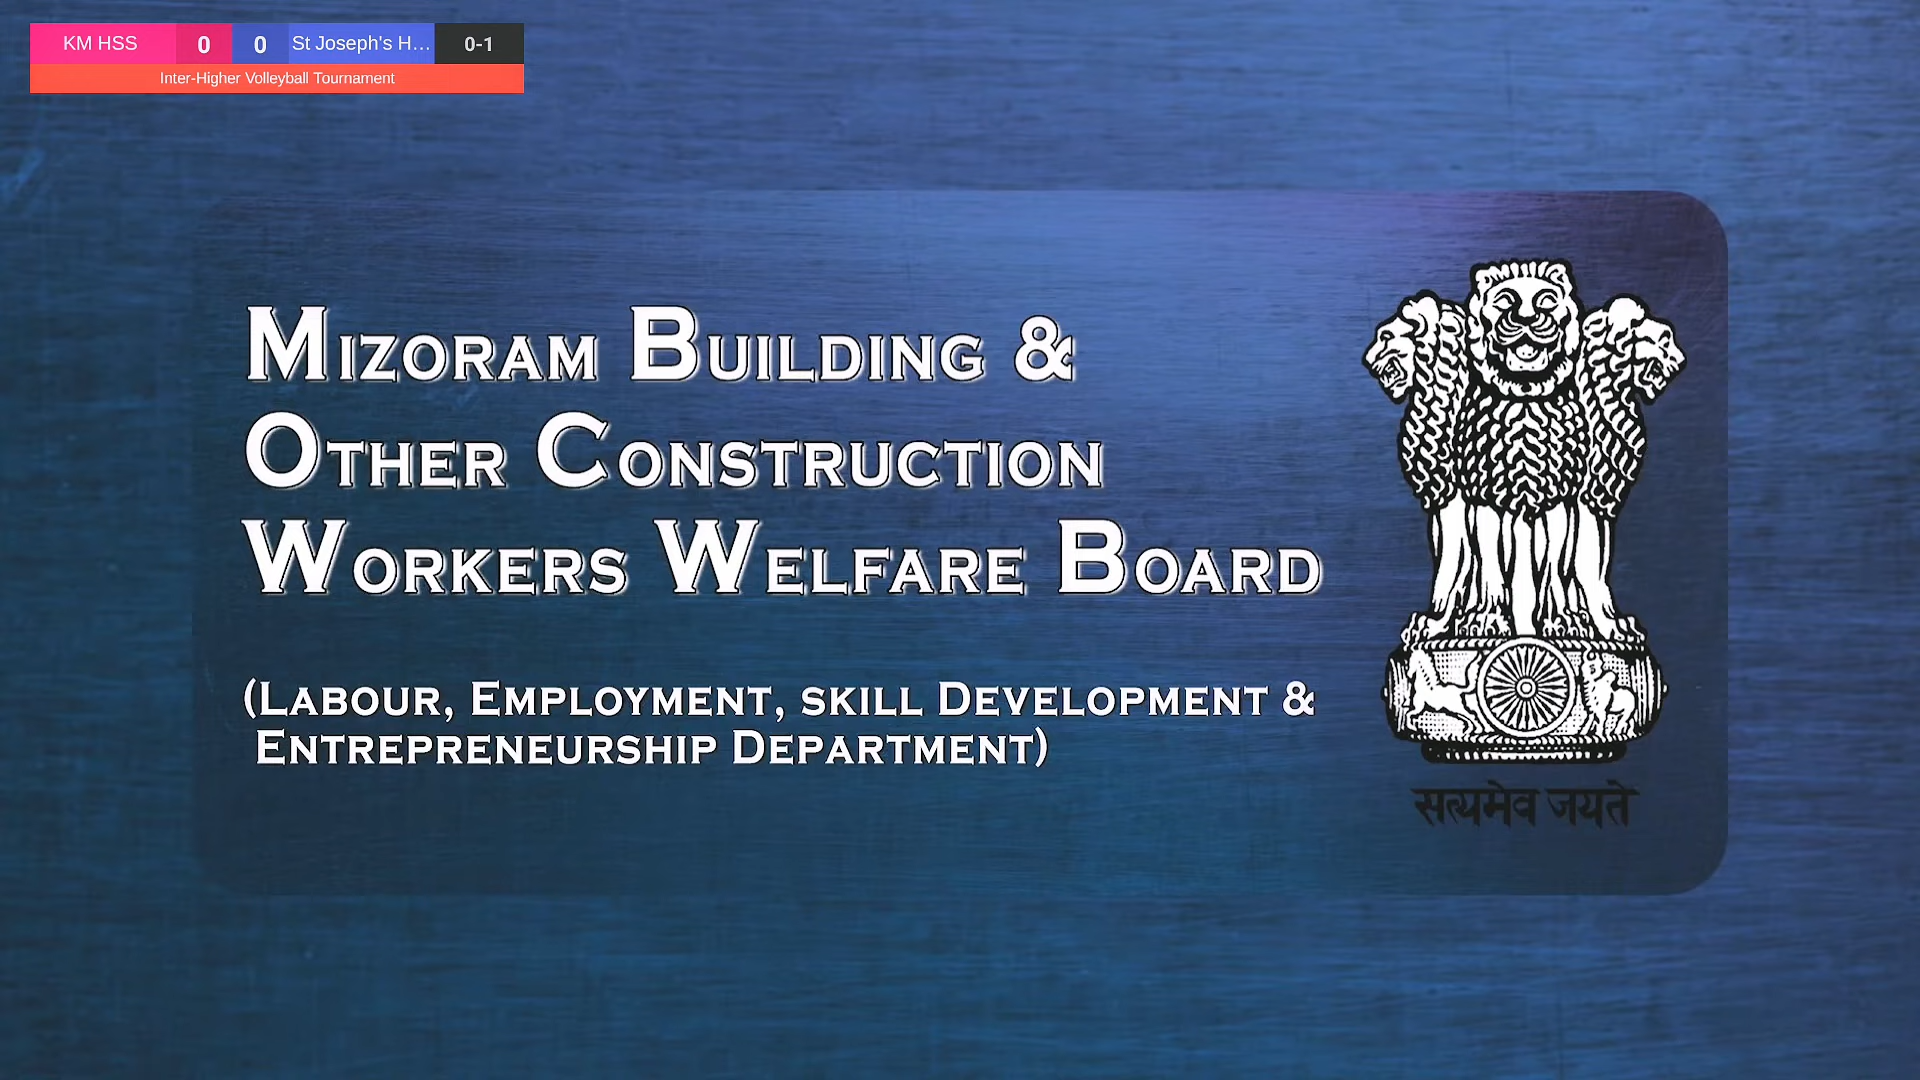 KM HSS 0 0 St Joseph's H... 0-1
Inter-Higher Volleyball Tournament
Mizoram Building &
Other Construction
Workers Welfare Board
(Labour, Employment, skill Development &
Entrepreneurship Department)
सत्यमेव जयते